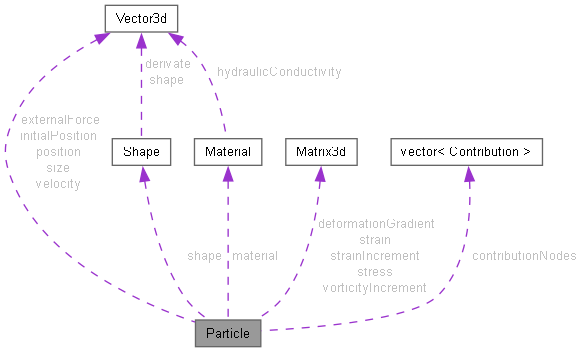 Vector3d
derivate
shape
hydraulicConductivity
externalForce
initialPosition
position
size
velocity
Shape
Material
Matrix3d
vector< Contribution >
deformationGradient
strain
strainIncrement
stress
vorticityIncrement
shape
material
contributionNodes
Particle